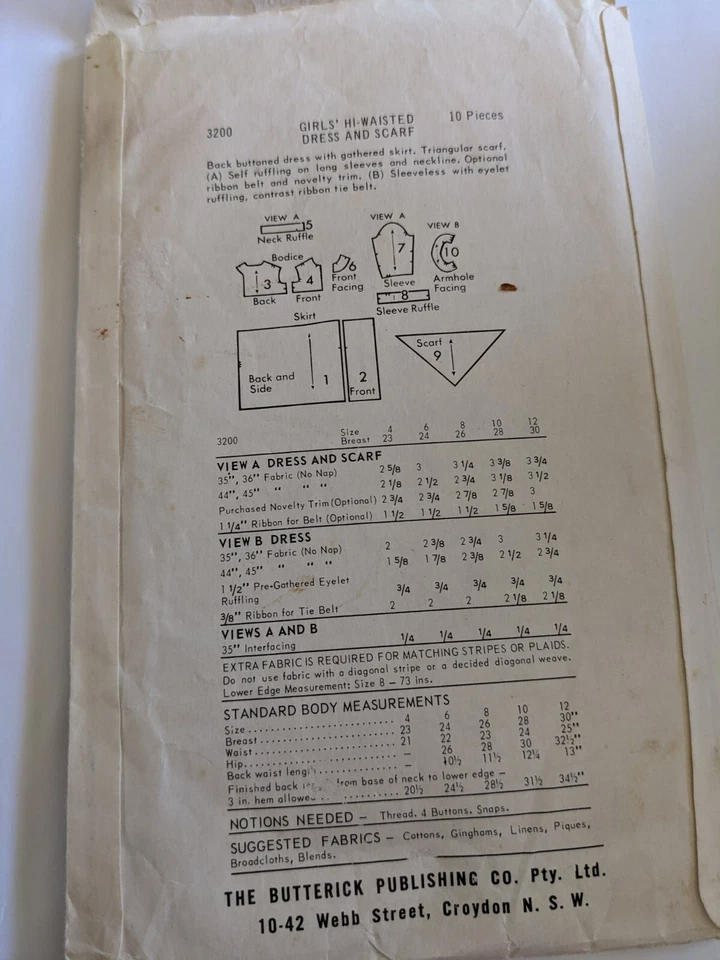 3200 GIRLS' HI-WAISTED 10 Pieces
DRESS AND SCARF
Back buttoned dress with gathered skirt. Triangular scarf.
(A) Self ruffling on long sleeves and neckline. Optional
ribbon belt and novelty trim. (B) Sleeveless with eyelet
ruffling, contrast ribbon tie belt.
VIEW A
5
Neck Ruffle
Bodice
3
Back
4
Front
6
Front
Facing
VIEW A
7
Sleeve
8
Sleeve Ruffle
VIEW B
10
Armhole
Facing
Skirt
Back and
Side
1
2
Front
Scarf
9
3200 Size 4 6 8 10 12
Breast 23 24 26 28 30
VIEW A DRESS AND SCARF
35", 36" Fabric (No Nap) 2 5/8 3 3 1/4 3 3/8 3 3/4
44", 45" " " " 2 1/8 2 1/2 2 3/4 3 1/8 3 1/2
Purchased Novelty Trim (Optional) 2 3/4 2 3/4 2 7/8 2 7/8 3
1 1/4" Ribbon for Belt (Optional) 1 1/2 1 1/2 1 1/2 1 5/8 1 5/8
VIEW B DRESS
35", 36" Fabric (No Nap) 2 2 3/8 2 3/4 3 3 1/4
44", 45" " " " 1 5/8 1 7/8 2 3/8 2 1/2 2 3/4
1 1/2" Pre-Gathered Eyelet
Ruffling 3/4 3/4 3/4 3/4 3/4
3/8" Ribbon for Tie Belt 2 2 2 2 1/8 2 1/8
VIEWS A AND B
35" Interfacing 1/4 1/4 1/4 1/4 1/4
EXTRA FABRIC IS REQUIRED FOR MATCHING STRIPES OR PLAIDS.
Do not use fabric with a diagonal stripe or a decided diagonal weave.
Lower Edge Measurement: Size 8 – 73 ins.
STANDARD BODY MEASUREMENTS
Size 4 6 8 10 12
Breast 23 24 26 28 30"
Waist 21 22 23 24 25"
Hip – 26 28 30 32½"
Back waist – 10½ 11½ 12¼ 13"
Finished back from base of neck to lower edge –
3 in. hem 20½ 24½ 28½ 31½ 34½"
NOTIONS NEEDED – Thread, 4 Buttons, Snaps.
SUGGESTED FABRICS – Cottons, Ginghams, Linens, Piques,
Broadcloths, Blends.
THE BUTTERICK PUBLISHING CO. Pty. Ltd.
10-42 Webb Street, Croydon N. S. W.